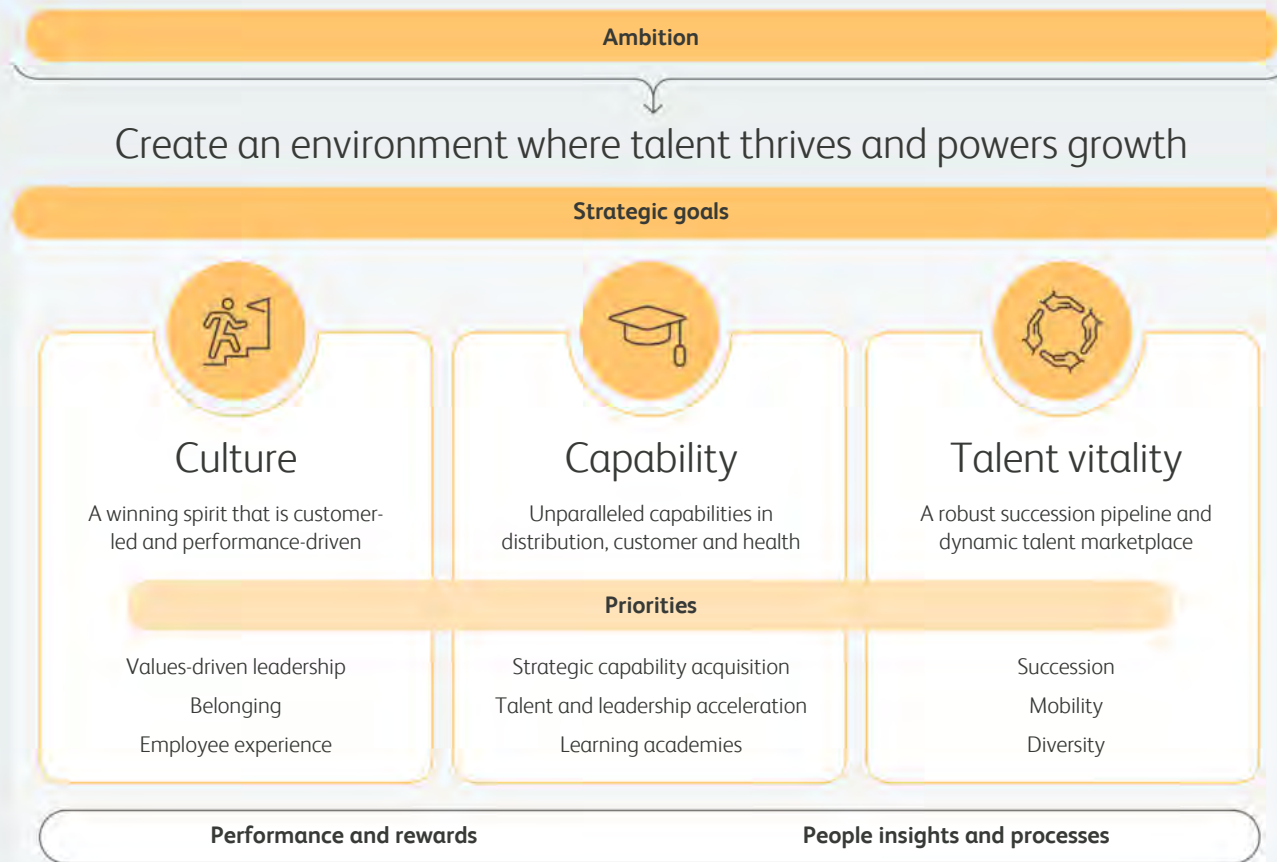 Ambition
Create an environment where talent thrives and powers growth
Strategic goals
Culture
A winning spirit that is customer-
led and performance-driven
Capability
Unparalleled capabilities in
distribution, customer and health
Talent vitality
A robust succession pipeline and
dynamic talent marketplace
Priorities
Values-driven leadership
Belonging
Employee experience
Strategic capability acquisition
Talent and leadership acceleration
Learning academies
Succession
Mobility
Diversity
Performance and rewards
People insights and processes